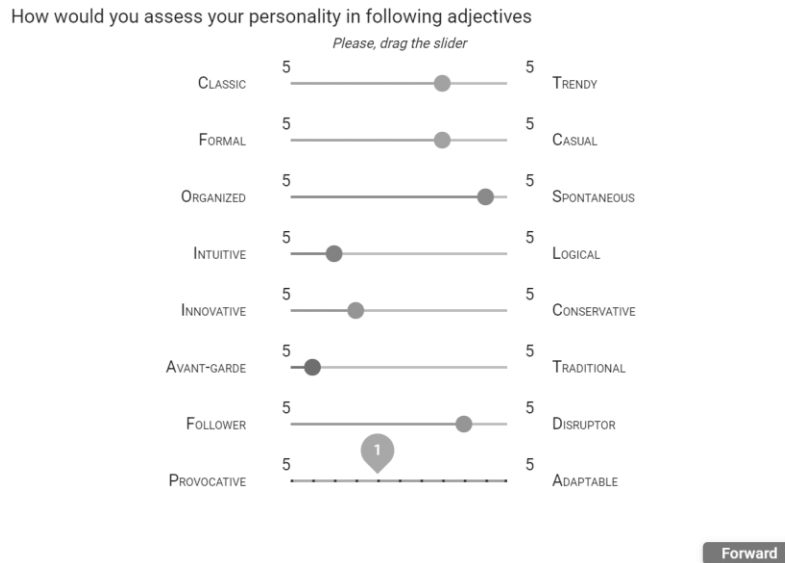 How would you assess your personality in following adjectives
Please, drag the slider
5 5
Classic Trendy
5 5
Formal Casual
5 5
Organized Spontaneous
5 5
Intuitive Logical
5 5
Innovative Conservative
5 5
Avant-garde Traditional
5 5
Follower Disruptor
1
5 5
Provocative Adaptable
Forward